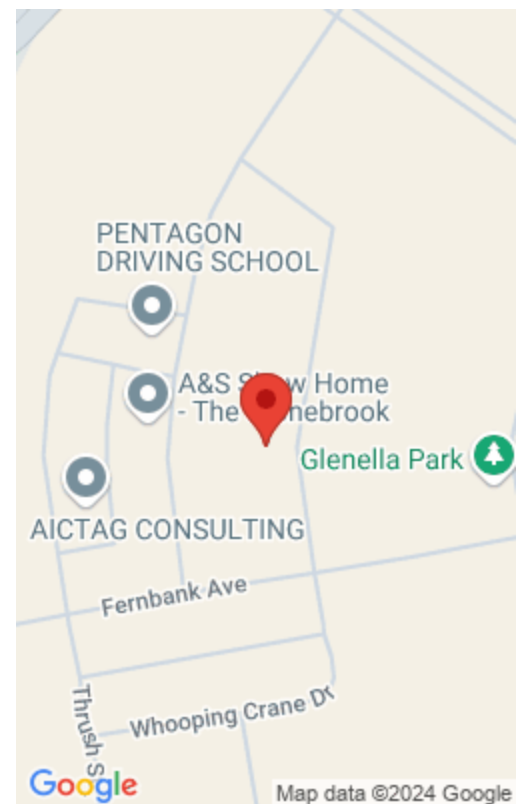 PENTAGON
DRIVING SCHOOL
A&S Home
- The
Glenella Park
AICTAG CONSULTING
Fernbank Ave
Whooping Crane Dr
Thrush
Google
Map data ©2024 Google